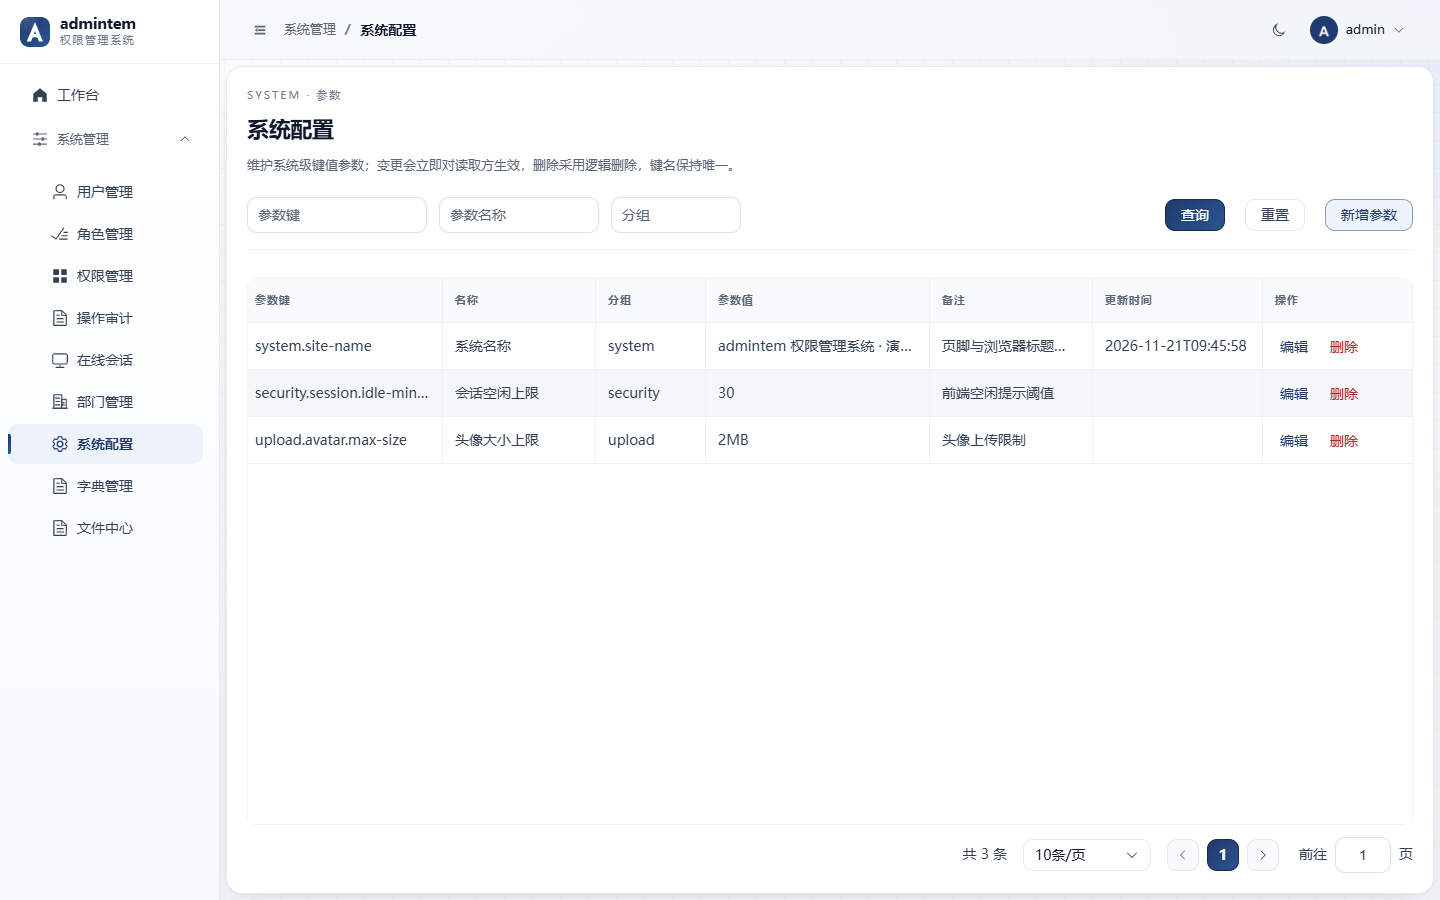 admintem
权限管理系统
工作台
系统管理
用户管理
角色管理
权限管理
操作审计
在线会话
部门管理
系统配置
字典管理
文件中心
系统管理 / 系统配置
A admin
SYSTEM · 参数
系统配置
维护系统级键值参数；变更会立即对读取方生效，删除采用逻辑删除，键名保持唯一。
参数键 参数名称 分组 查询 重置 新增参数
参数键 名称 分组 参数值 备注 更新时间 操作
system.site-name 系统名称 system admintem 权限管理系统 · 演... 页脚与浏览器标题... 2026-11-21T09:45:58 编辑 删除
security.session.idle-min... 会话空闲上限 security 30 前端空闲提示阈值 编辑 删除
upload.avatar.max-size 头像大小上限 upload 2MB 头像上传限制 编辑 删除
共 3 条 10条/页 1 前往 1 页